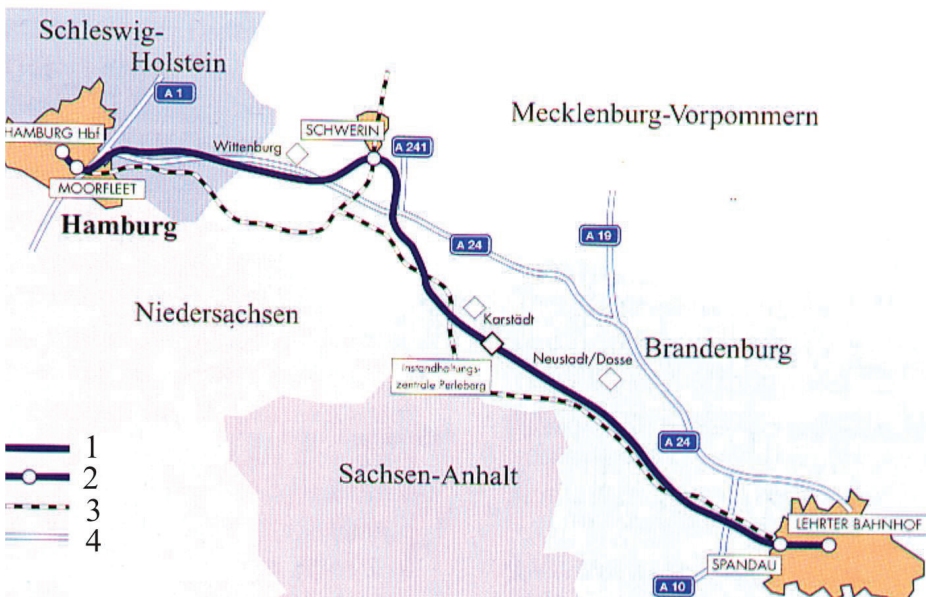 Schleswig-
Holstein
A 1
HAMBURG Hbf
SCHWERIN
Mecklenburg-Vorpommern
Wittenburg
A 241
MOORFLEET
Hamburg
A 24
A 19
Niedersachsen
Karstädt
Neustadt/Dosse
Brandenburg
Instandhaltungs-
zentrale Perleberg
A 24
1
2
3
4
Sachsen-Anhalt
LEHRTER BAHNHOF
SPANDAU
A 10